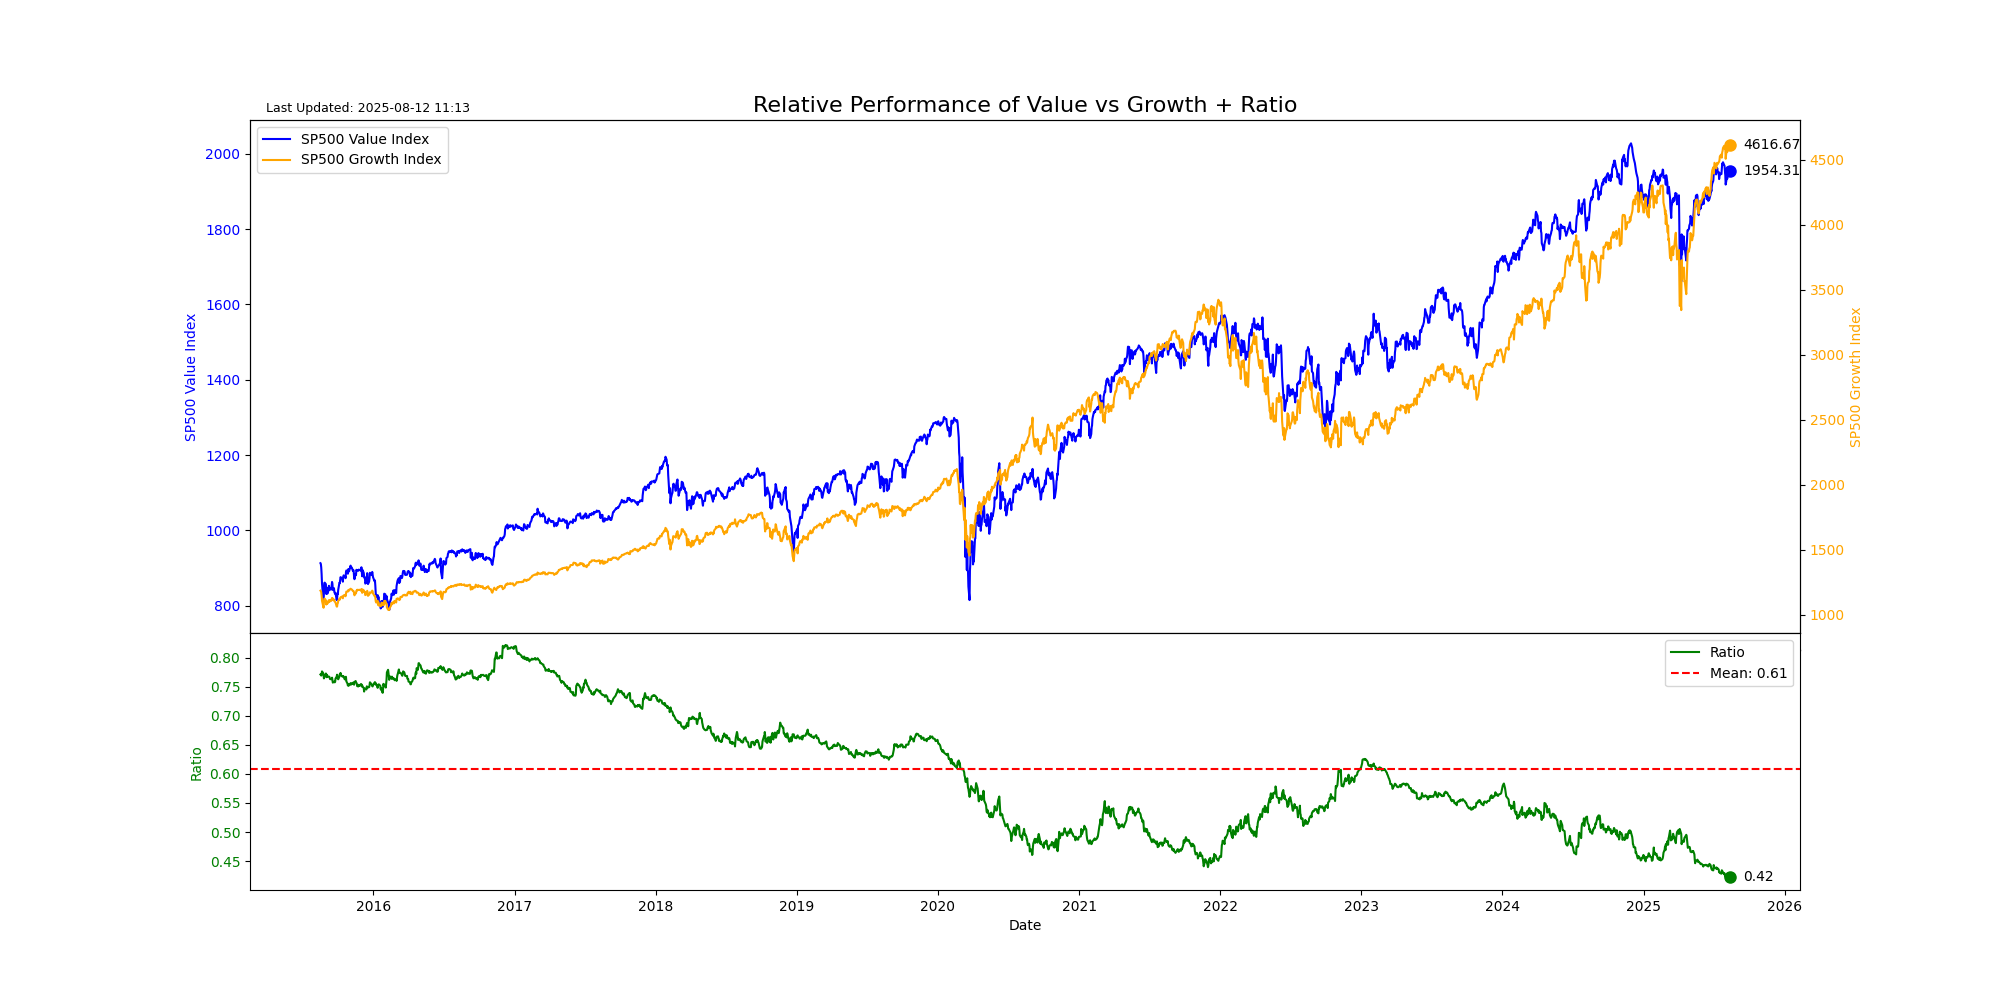 Last Updated: 2025-08-12 11:13
Relative Performance of Value vs Growth + Ratio
SP500 Value Index
SP500 Growth Index
2000
1800
1600
1400
1200
1000
800
SP500 Value Index
4616.67
1954.31
4500
4000
3500
3000
2500
2000
1500
1000
SP500 Growth Index
0.80
0.75
0.70
0.65
0.60
0.55
0.50
0.45
Ratio
Ratio
Mean: 0.61
0.42
2016 2017 2018 2019 2020 2021 2022 2023 2024 2025 2026
Date